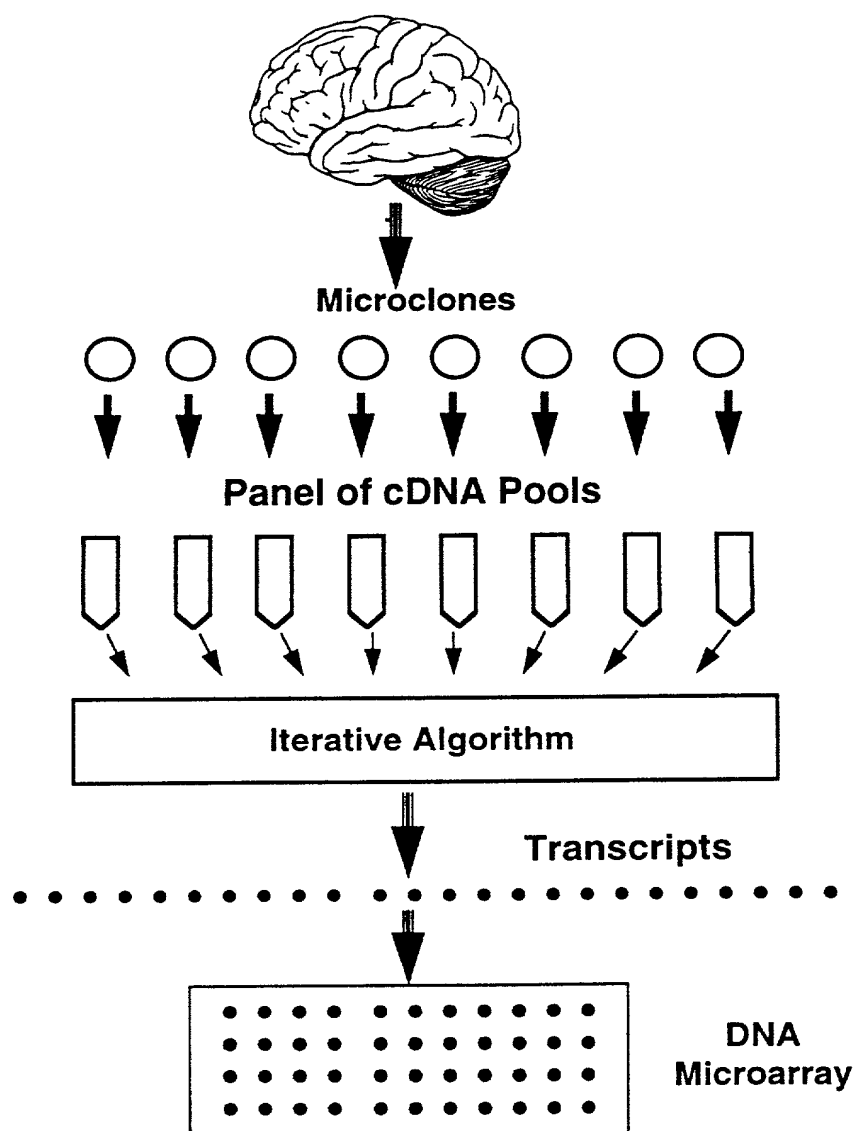 Microclones
Panel of cDNA Pools
Iterative Algorithm
Transcripts
DNA
Microarray